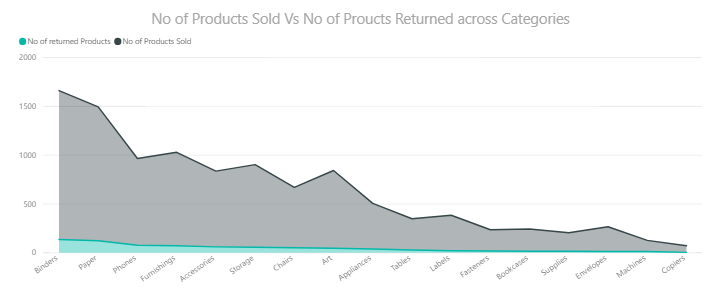 No of Products Sold Vs No of Proucts Returned across Categories
No of returned Products No of Products Sold
2000
1500
1000
500
0
Binders
Paper
Phones
Furnishings
Accessories
Storage
Chairs
Art
Appliances
Tables
Labels
Fasteners
Bookcases
Supplies
Envelopes
Machines
Copiers